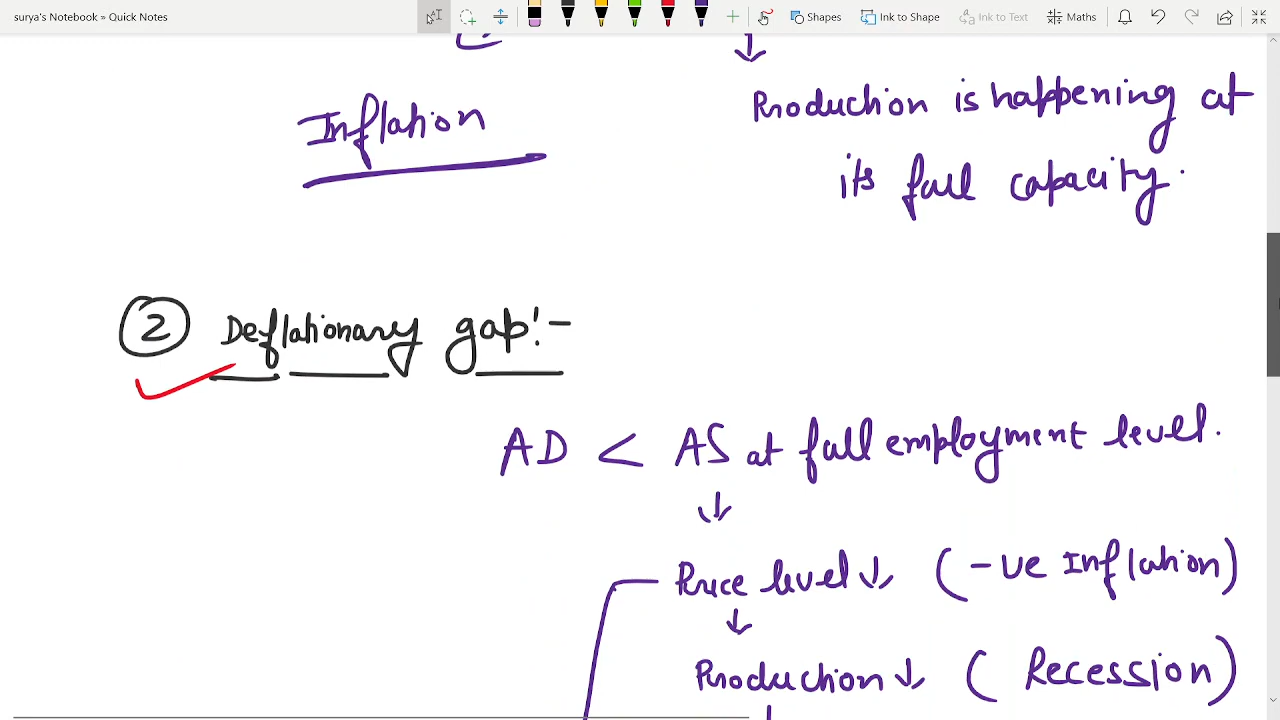 surya's Notebook » Quick Notes
Shapes
Ink to Shape
Ink to Text
Maths
Inflation
Production is happening at
its full capacity.
2 Deflationary gap:-
AD < AS at full employment level.
↓
Price level ↓ (-ve Inflation)
↓
Production ↓ (Recession)
↓